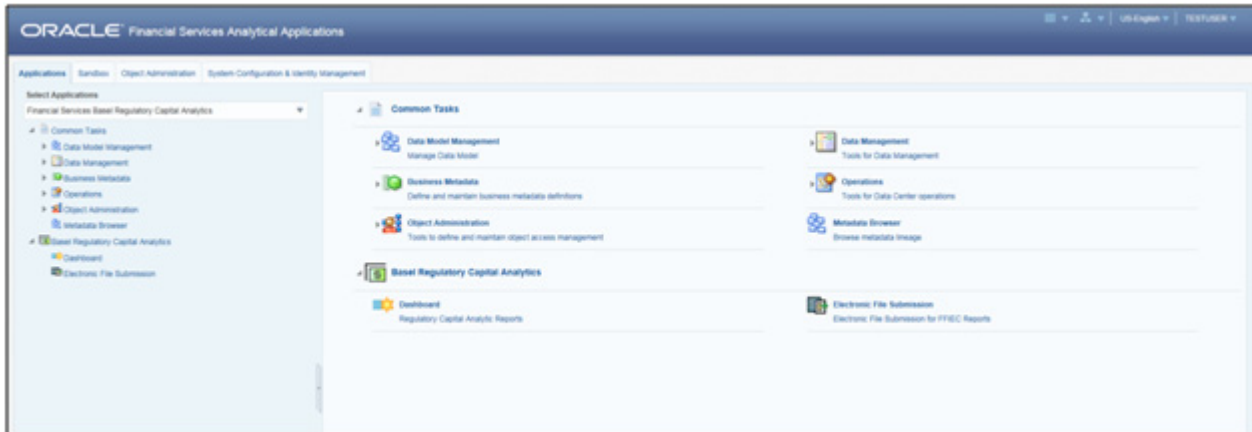 ORACLE Financial Services Analytical Applications
US-English
TESTUSER
Applications
Sandbox
Object Administration
System Configuration & Identity Management
Select Applications
Financial Services Basel Regulatory Capital Analytics
Common Tasks
Data Model Management
Data Management
Business Metadata
Operations
Object Administration
Metadata Browser
Basel Regulatory Capital Analytics
Dashboard
Electronic File Submission
Common Tasks
Data Model Management
Manage Data Model
Data Management
Tools for Data Management
Business Metadata
Define and maintain business metadata definitions
Operations
Tools for Data Center operations
Object Administration
Tools to define and maintain object access management
Metadata Browser
Browse metadata lineage
Basel Regulatory Capital Analytics
Dashboard
Regulatory Capital Analytic Reports
Electronic File Submission
Electronic File Submission for FFIEC Reports